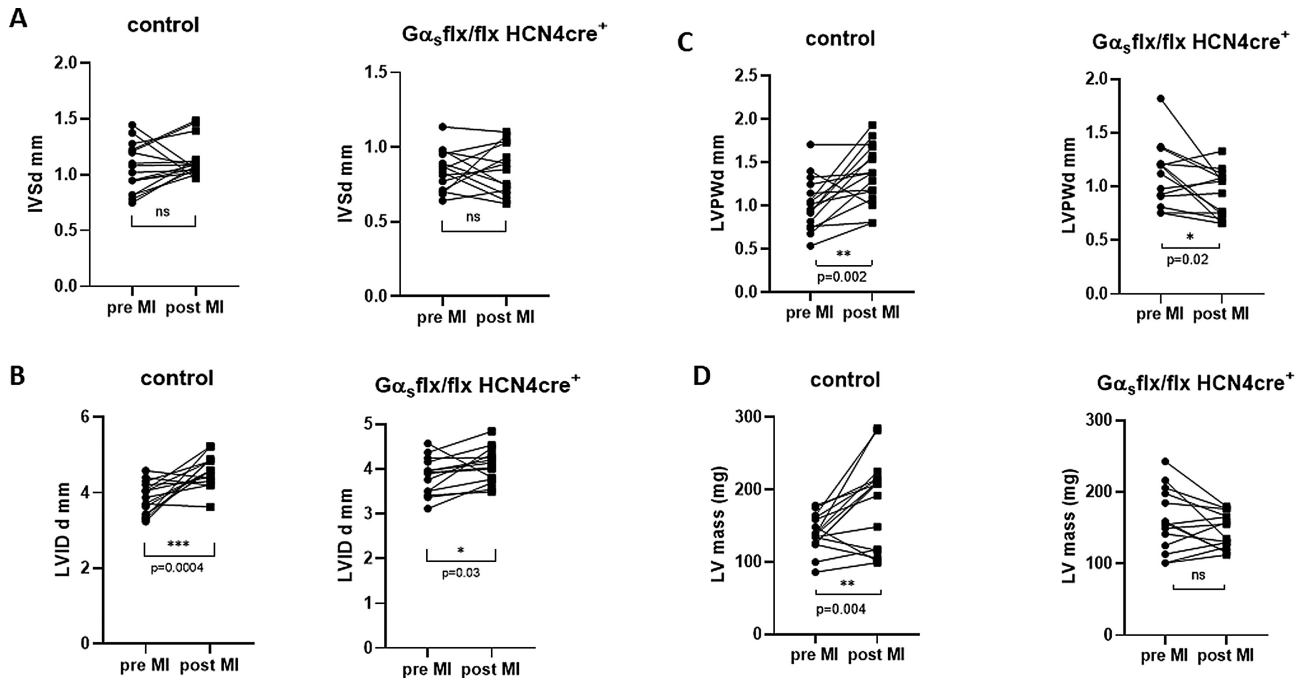 A
control
IVSd mm
2.0
1.5
1.0
0.5
0.0
ns
pre MI post MI
Gαsflx/flx HCN4cre+
IVSd mm
1.5
1.0
0.5
0.0
ns
pre MI post MI
C
control
LVPWd mm
2.5
2.0
1.5
1.0
0.5
0.0
**
p=0.002
pre MI post MI
Gαsflx/flx HCN4cre+
LVPWd mm
2.0
1.5
1.0
0.5
0.0
*
p=0.02
pre MI post MI
B
control
LVID d mm
6
4
2
0
***
p=0.0004
pre MI post MI
Gαsflx/flx HCN4cre+
LVID d mm
5
4
3
2
1
0
*
p=0.03
pre MI post MI
D
control
LV mass (mg)
300
200
100
0
**
p=0.004
pre MI post MI
Gαsflx/flx HCN4cre+
LV mass (mg)
300
200
100
0
ns
pre MI post MI